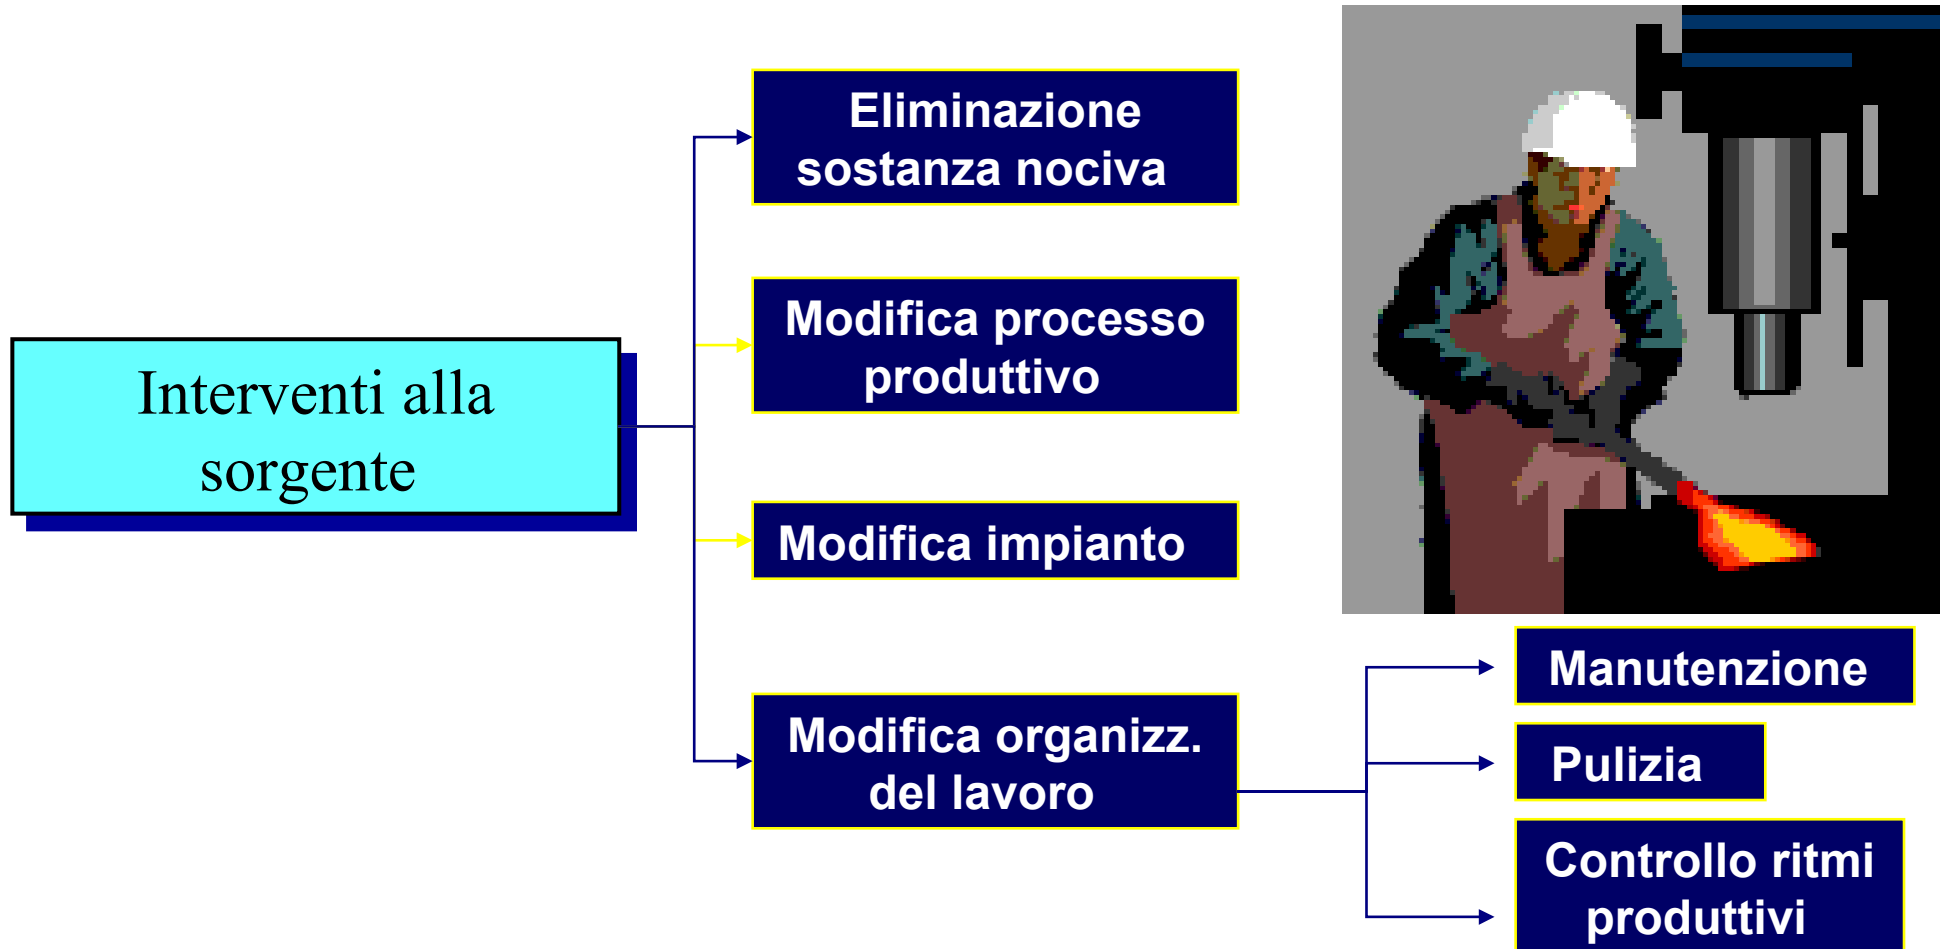 Interventi alla
sorgente
Eliminazione
sostanza nociva
Modifica processo
produttivo
Modifica impianto
Modifica organizz.
del lavoro
Manutenzione
Pulizia
Controllo ritmi
produttivi